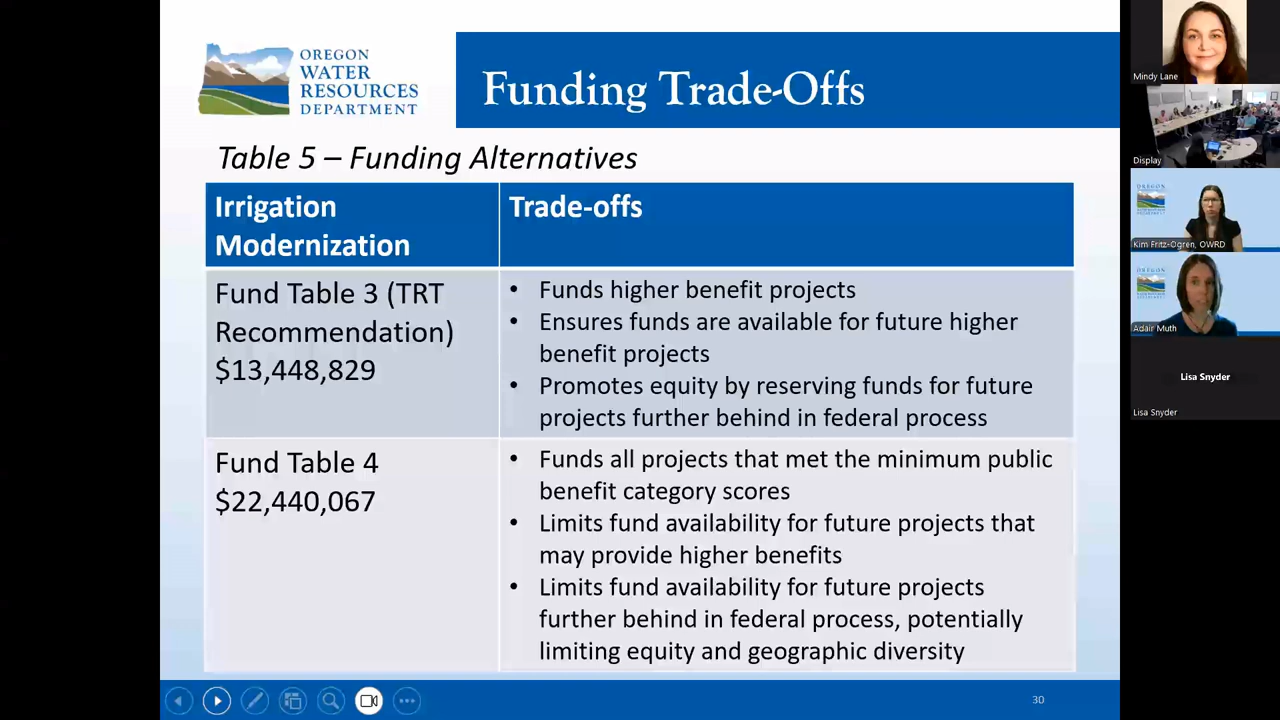 OREGON
WATER
RESOURCES
DEPARTMENT
Funding Trade-Offs
Table 5 – Funding Alternatives
Irrigation
Modernization
Trade-offs
Fund Table 3 (TRT
Recommendation)
$13,448,829
• Funds higher benefit projects
• Ensures funds are available for future higher
benefit projects
• Promotes equity by reserving funds for future
projects further behind in federal process
Fund Table 4
$22,440,067
• Funds all projects that met the minimum public
benefit category scores
• Limits fund availability for future projects that
may provide higher benefits
• Limits fund availability for future projects
further behind in federal process, potentially
limiting equity and geographic diversity
30
Mindy Lane
Display
Kim Fritz-Ogren, OWRD
Adair Muth
Lisa Snyder
Lisa Snyder